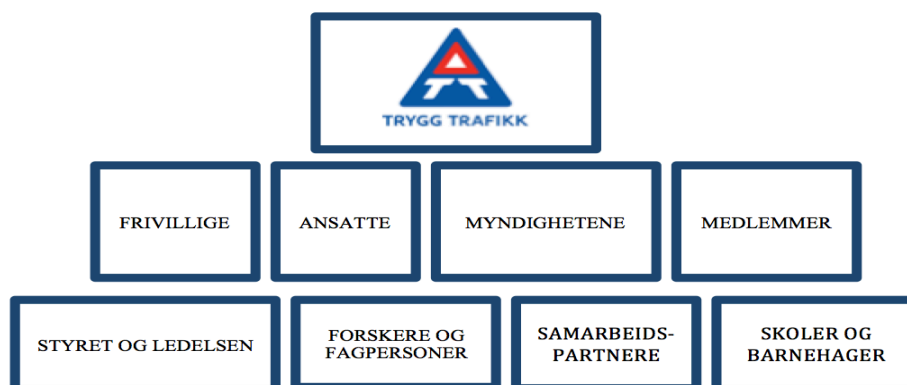 TRYGG TRAFIKK
FRIVILLIGE
ANSATTE
MYNDIGHETENE
MEDLEMMER
STYRET OG LEDELSEN
FORSKERE OG
FAGPERSONER
SAMARBEIDS-
PARTNERE
SKOLER OG
BARNEHAGER